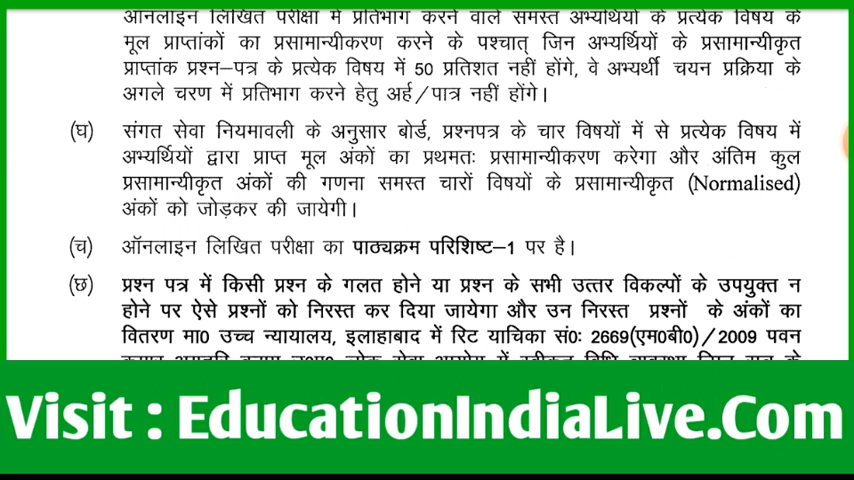 ऑनलाइन लिखित परीक्षा में प्रतिभाग करने वाले समस्त अभ्यर्थियों के प्रत्येक विषय के
मूल प्राप्तांकों का प्रसामान्यीकरण करने के पश्चात् जिन अभ्यर्थियों के प्रसामान्यीकृत
प्राप्तांक प्रश्न–पत्र के प्रत्येक विषय में 50 प्रतिशत नहीं होंगे, वे अभ्यर्थी चयन प्रक्रिया के
अगले चरण में प्रतिभाग करने हेतु अर्ह/पात्र नहीं होंगे।
(घ) संगत सेवा नियमावली के अनुसार बोर्ड, प्रश्नपत्र के चार विषयों में से प्रत्येक विषय में
अभ्यर्थियों द्वारा प्राप्त मूल अंकों का प्रथमतः प्रसामान्यीकरण करेगा और अंतिम कुल
प्रसामान्यीकृत अंकों की गणना समस्त चारों विषयों के प्रसामान्यीकृत (Normalised)
अंकों को जोड़कर की जायेगी।
(च) ऑनलाइन लिखित परीक्षा का पाठ्यक्रम परिशिष्ट–1 पर है।
(छ) प्रश्न पत्र में किसी प्रश्न के गलत होने या प्रश्न के सभी उत्तर विकल्पों के उपयुक्त न
होने पर ऐसे प्रश्नों को निरस्त कर दिया जायेगा और उन निरस्त प्रश्नों के अंकों का
वितरण मा0 उच्च न्यायालय, इलाहाबाद में रिट याचिका सं0: 2669(एम0बी0)/2009 पवन
Visit : EducationIndiaLive.Com